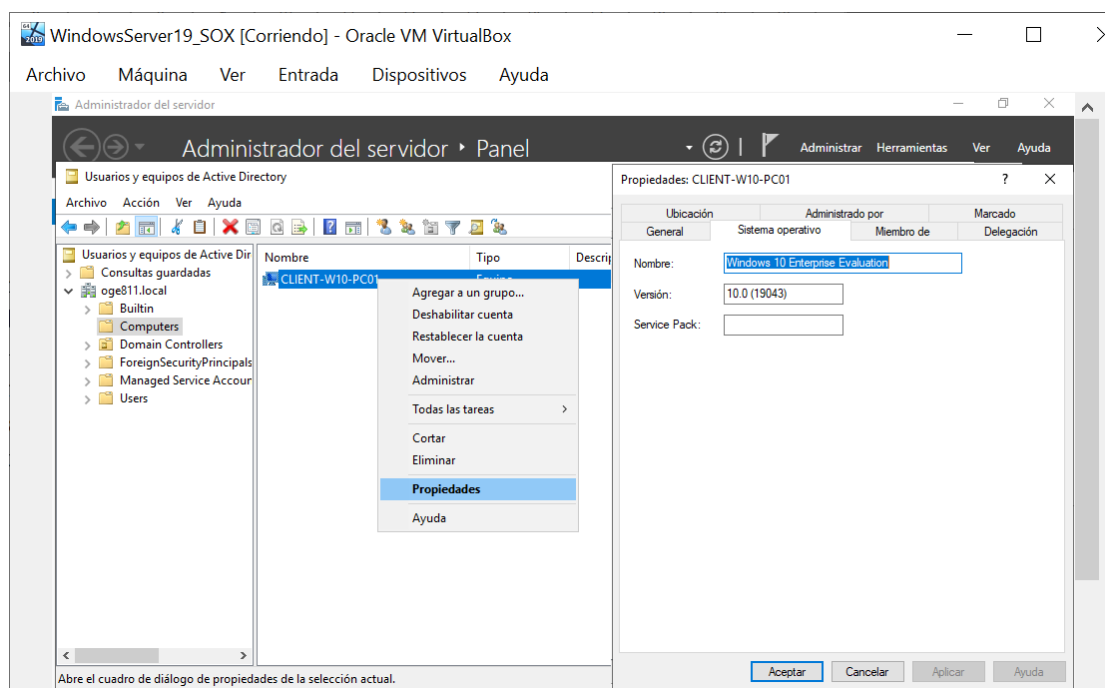 64
2019
WindowsServer19_SOX [Corriendo] - Oracle VM VirtualBox
Archivo Máquina Ver Entrada Dispositivos Ayuda
Administrador del servidor
Administrador del servidor ‣ Panel
Administrar Herramientas Ver Ayuda
Usuarios y equipos de Active Directory
Archivo Acción Ver Ayuda
Usuarios y equipos de Active Dir
Consultas guardadas
oge811.local
Builtin
Computers
Domain Controllers
ForeignSecurityPrincipals
Managed Service Accour
Users
Nombre Tipo Descrip
CLIENT-W10-PC01 Equipo
Agregar a un grupo...
Deshabilitar cuenta
Restablecer la cuenta
Mover...
Administrar
Todas las tareas
Cortar
Eliminar
Propiedades
Ayuda
Propiedades: CLIENT-W10-PC01 ?
Ubicación Administrado por Marcado
General Sistema operativo Miembro de Delegación
Nombre: Windows 10 Enterprise Evaluation
Versión: 10.0 (19043)
Service Pack:
Aceptar Cancelar Aplicar Ayuda
Abre el cuadro de diálogo de propiedades de la selección actual.